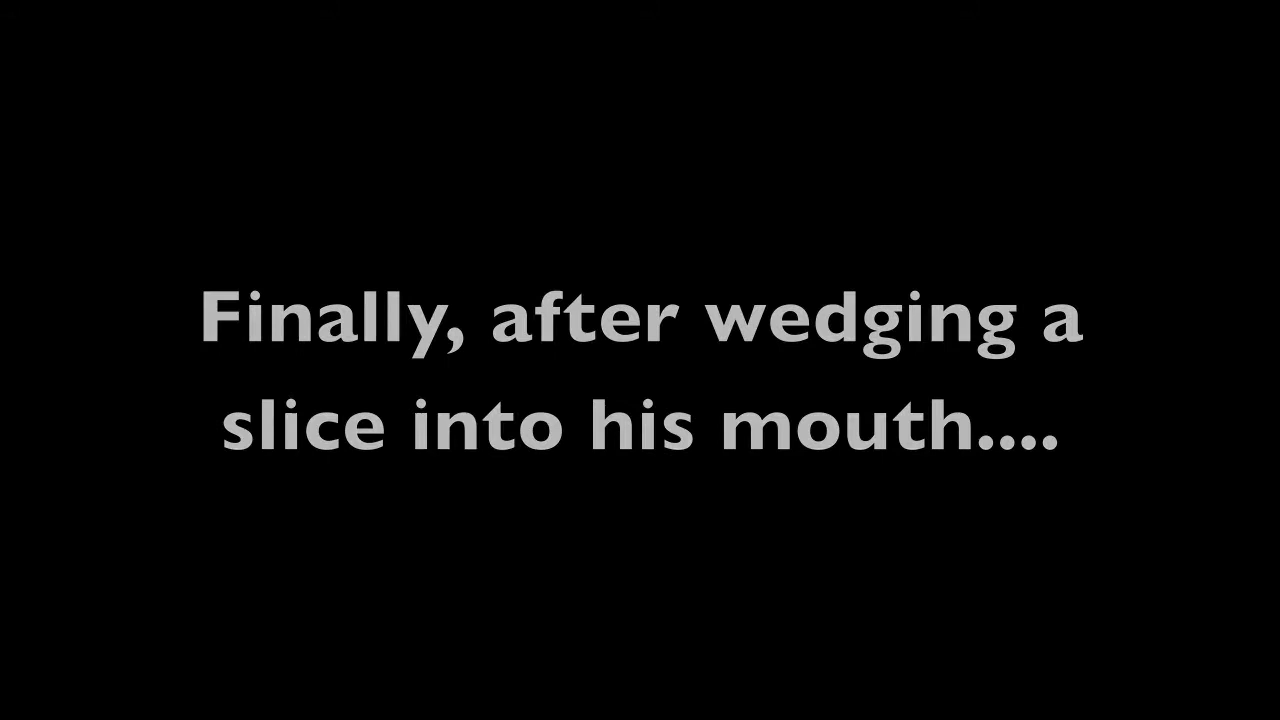 Finally, after wedging a
slice into his mouth....